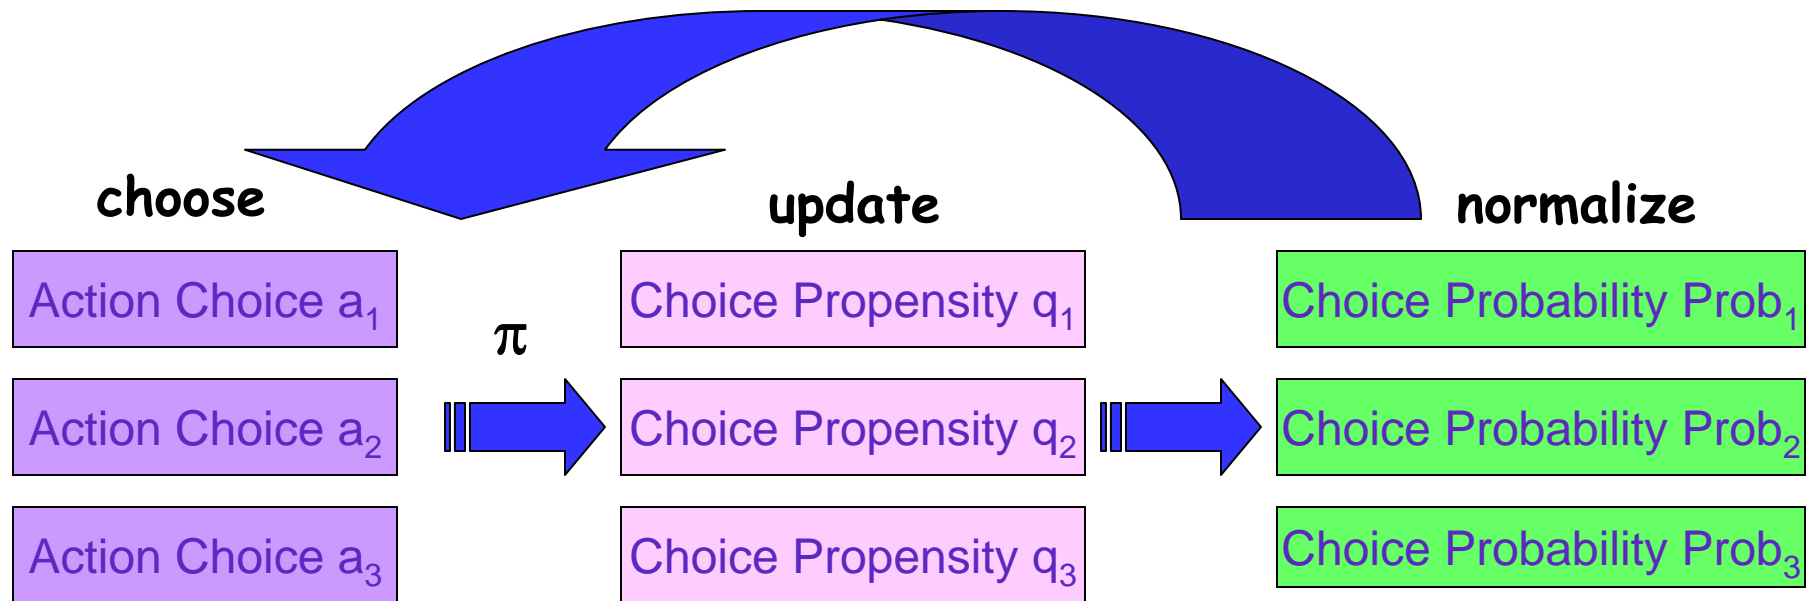 choose
update
normalize
Action Choice a₁
π
Choice Propensity q₁
Choice Probability Prob₁
Action Choice a₂
Choice Propensity q₂
Choice Probability Prob₂
Action Choice a₃
Choice Propensity q₃
Choice Probability Prob₃